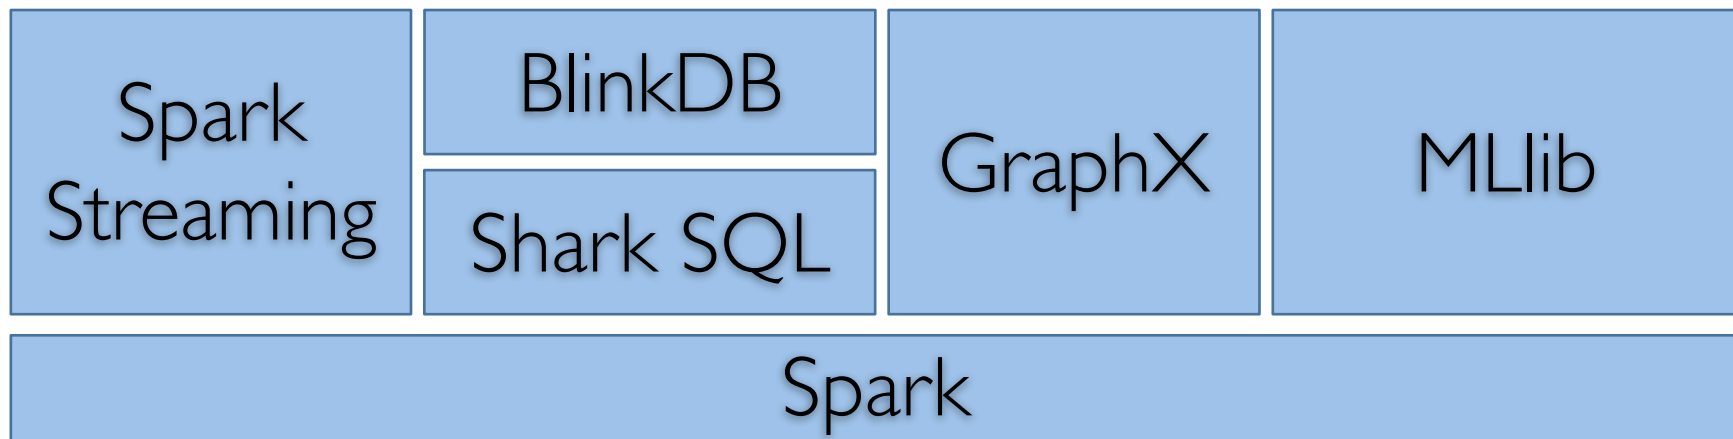 Spark
Streaming
BlinkDB
Shark SQL
GraphX
MLlib
Spark